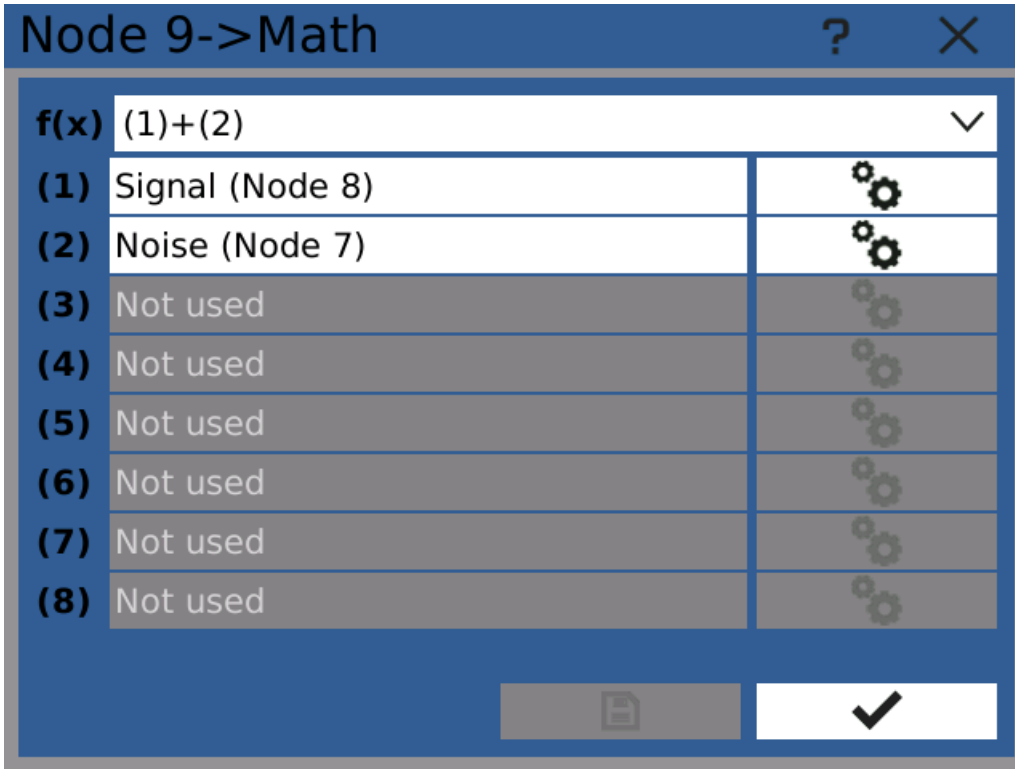 Node 9->Math ?
f(x) (1)+(2)
(1) Signal (Node 8)
(2) Noise (Node 7)
(3) Not used
(4) Not used
(5) Not used
(6) Not used
(7) Not used
(8) Not used